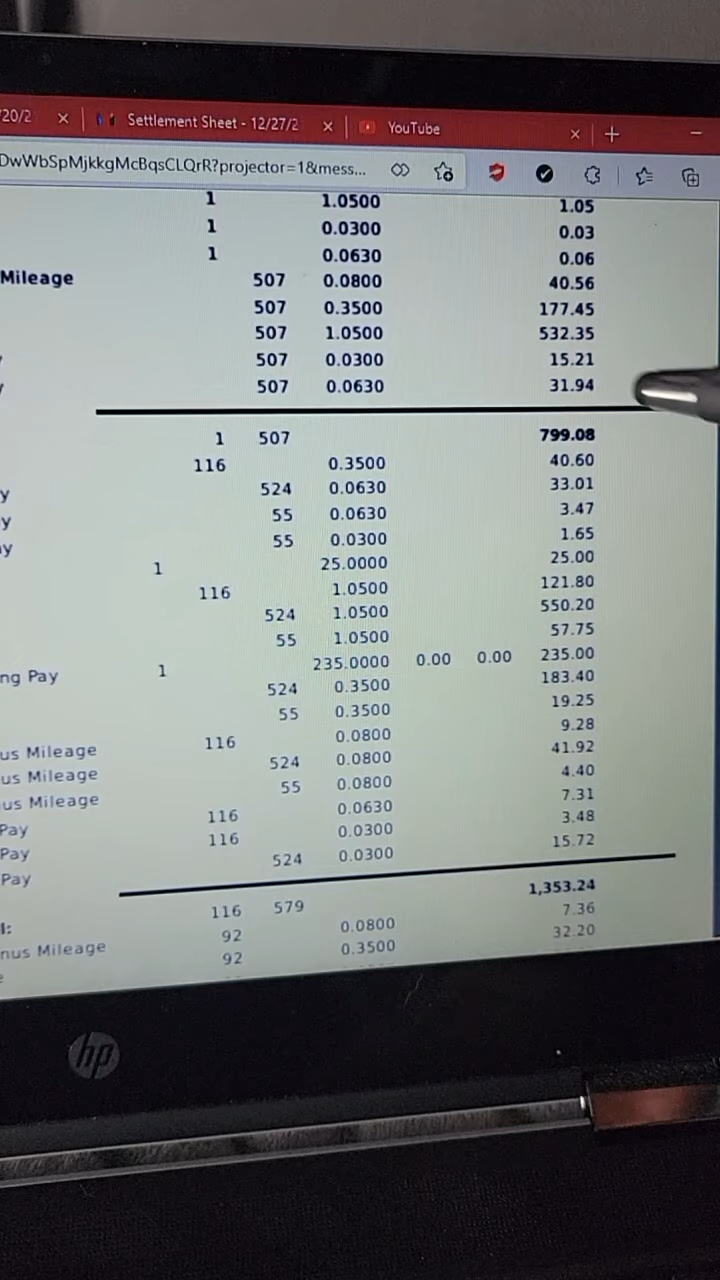 /20/2 × Settlement Sheet - 12/27/2 × YouTube × + −
DwWbSpMjkkgMcBqsCLQrR?projector=1&mess...
1 1.0500 1.05
1 0.0300 0.03
1 0.0630 0.06
Mileage 507 0.0800 40.56
507 0.3500 177.45
507 1.0500 532.35
507 0.0300 15.21
y 507 0.0630 31.94
1 507 799.08
116 0.3500 40.60
y 524 0.0630 33.01
y 55 0.0630 3.47
ay 55 0.0300 1.65
1 25.0000 25.00
116 1.0500 121.80
524 1.0500 550.20
55 1.0500 57.75
ng Pay 1 235.0000 0.00 0.00 235.00
524 0.3500 183.40
55 0.3500 19.25
us Mileage 116 0.0800 9.28
us Mileage 524 0.0800 41.92
us Mileage 55 0.0800 4.40
Pay 116 0.0630 7.31
Pay 116 0.0300 3.48
Pay 524 0.0300 15.72
l: 116 579 1,353.24
nus Mileage 92 0.0800 7.36
e 92 0.3500 32.20
hp